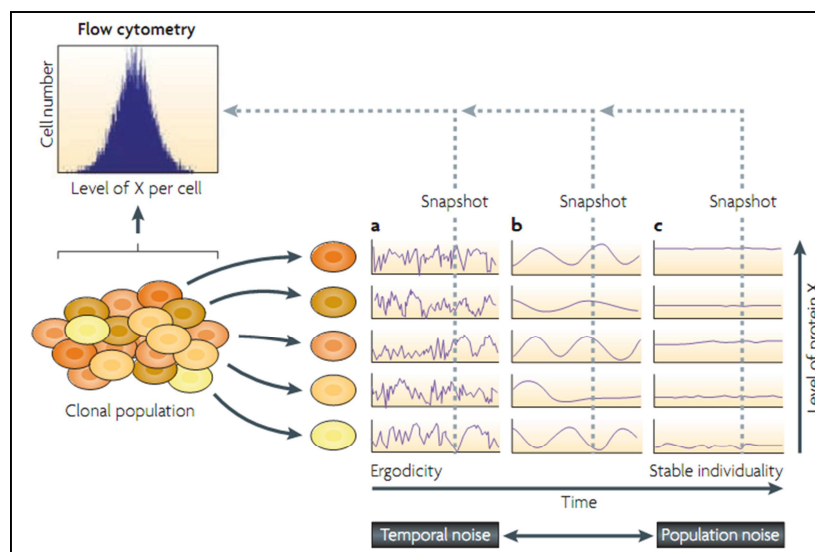 Flow cytometry
Cell number
Level of X per cell
Snapshot Snapshot Snapshot
a b c
Clonal population
Level of protein X
Ergodicity Stable individuality
Time
Temporal noise Population noise